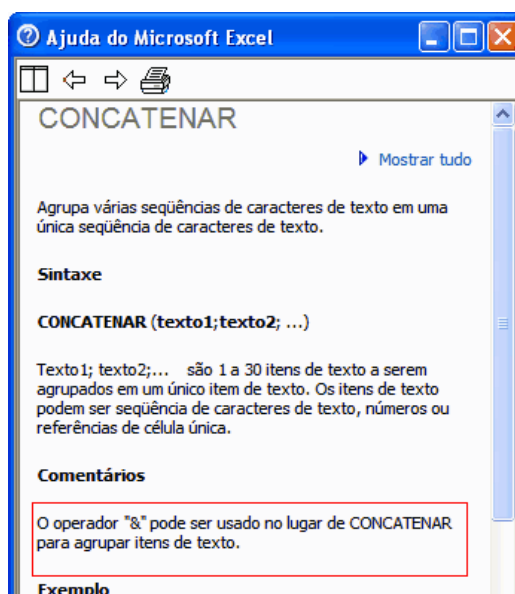 Ajuda do Microsoft Excel
CONCATENAR
Mostrar tudo
Agrupa várias seqüências de caracteres de texto em uma
única seqüência de caracteres de texto.
Sintaxe
CONCATENAR (texto1;texto2; ...)
Texto1; texto2;... são 1 a 30 itens de texto a serem
agrupados em um único item de texto. Os itens de texto
podem ser seqüência de caracteres de texto, números ou
referências de célula única.
Comentários
O operador "&" pode ser usado no lugar de CONCATENAR
para agrupar itens de texto.
Exemplo